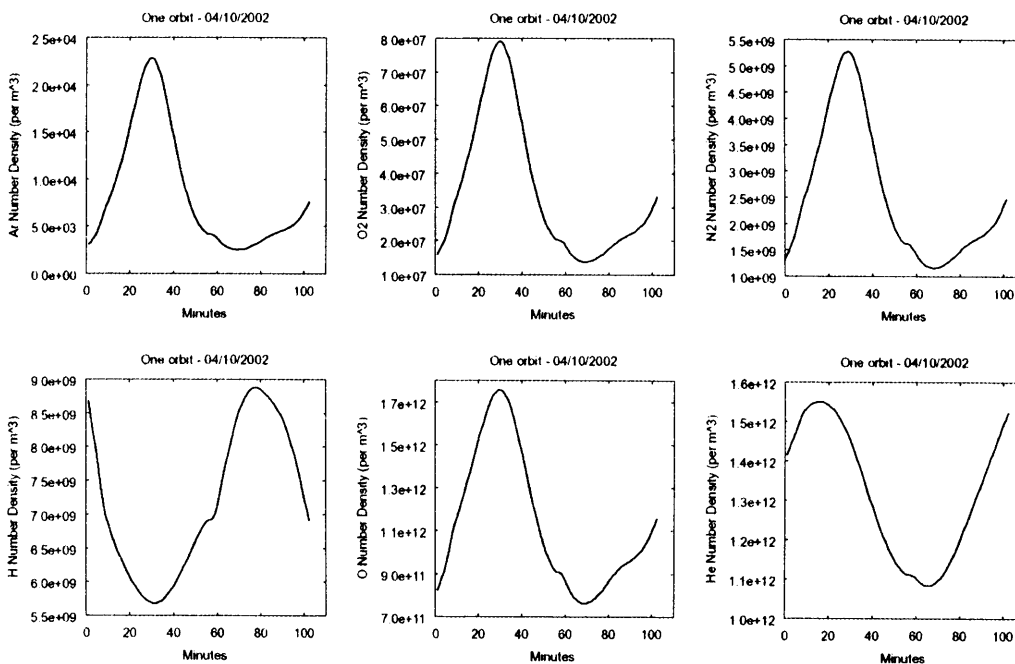 One orbit - 04/10/2002
Ar Number Density (per m^3)
2.5e+04
2.0e+04
1.5e+04
1.0e+04
5.0e+03
0.0e+00
0 20 40 60 80 100
Minutes
One orbit - 04/10/2002
O2 Number Density (per m^3)
8.0e+07
7.0e+07
6.0e+07
5.0e+07
4.0e+07
3.0e+07
2.0e+07
1.0e+07
0 20 40 60 80 100
Minutes
One orbit - 04/10/2002
N2 Number Density (per m^3)
5.5e+09
5.0e+09
4.5e+09
4.0e+09
3.5e+09
3.0e+09
2.5e+09
2.0e+09
1.5e+09
1.0e+09
0 20 40 60 80 100
Minutes
One orbit - 04/10/2002
H Number Density (per m^3)
9.0e+09
8.5e+09
8.0e+09
7.5e+09
7.0e+09
6.5e+09
6.0e+09
5.5e+09
0 20 40 60 80 100
Minutes
One orbit - 04/10/2002
O Number Density (per m^3)
1.7e+12
1.5e+12
1.3e+12
1.1e+12
9.0e+11
7.0e+11
0 20 40 60 80 100
Minutes
One orbit - 04/10/2002
He Number Density (per m^3)
1.6e+12
1.5e+12
1.4e+12
1.3e+12
1.2e+12
1.1e+12
1.0e+12
0 20 40 60 80 100
Minutes